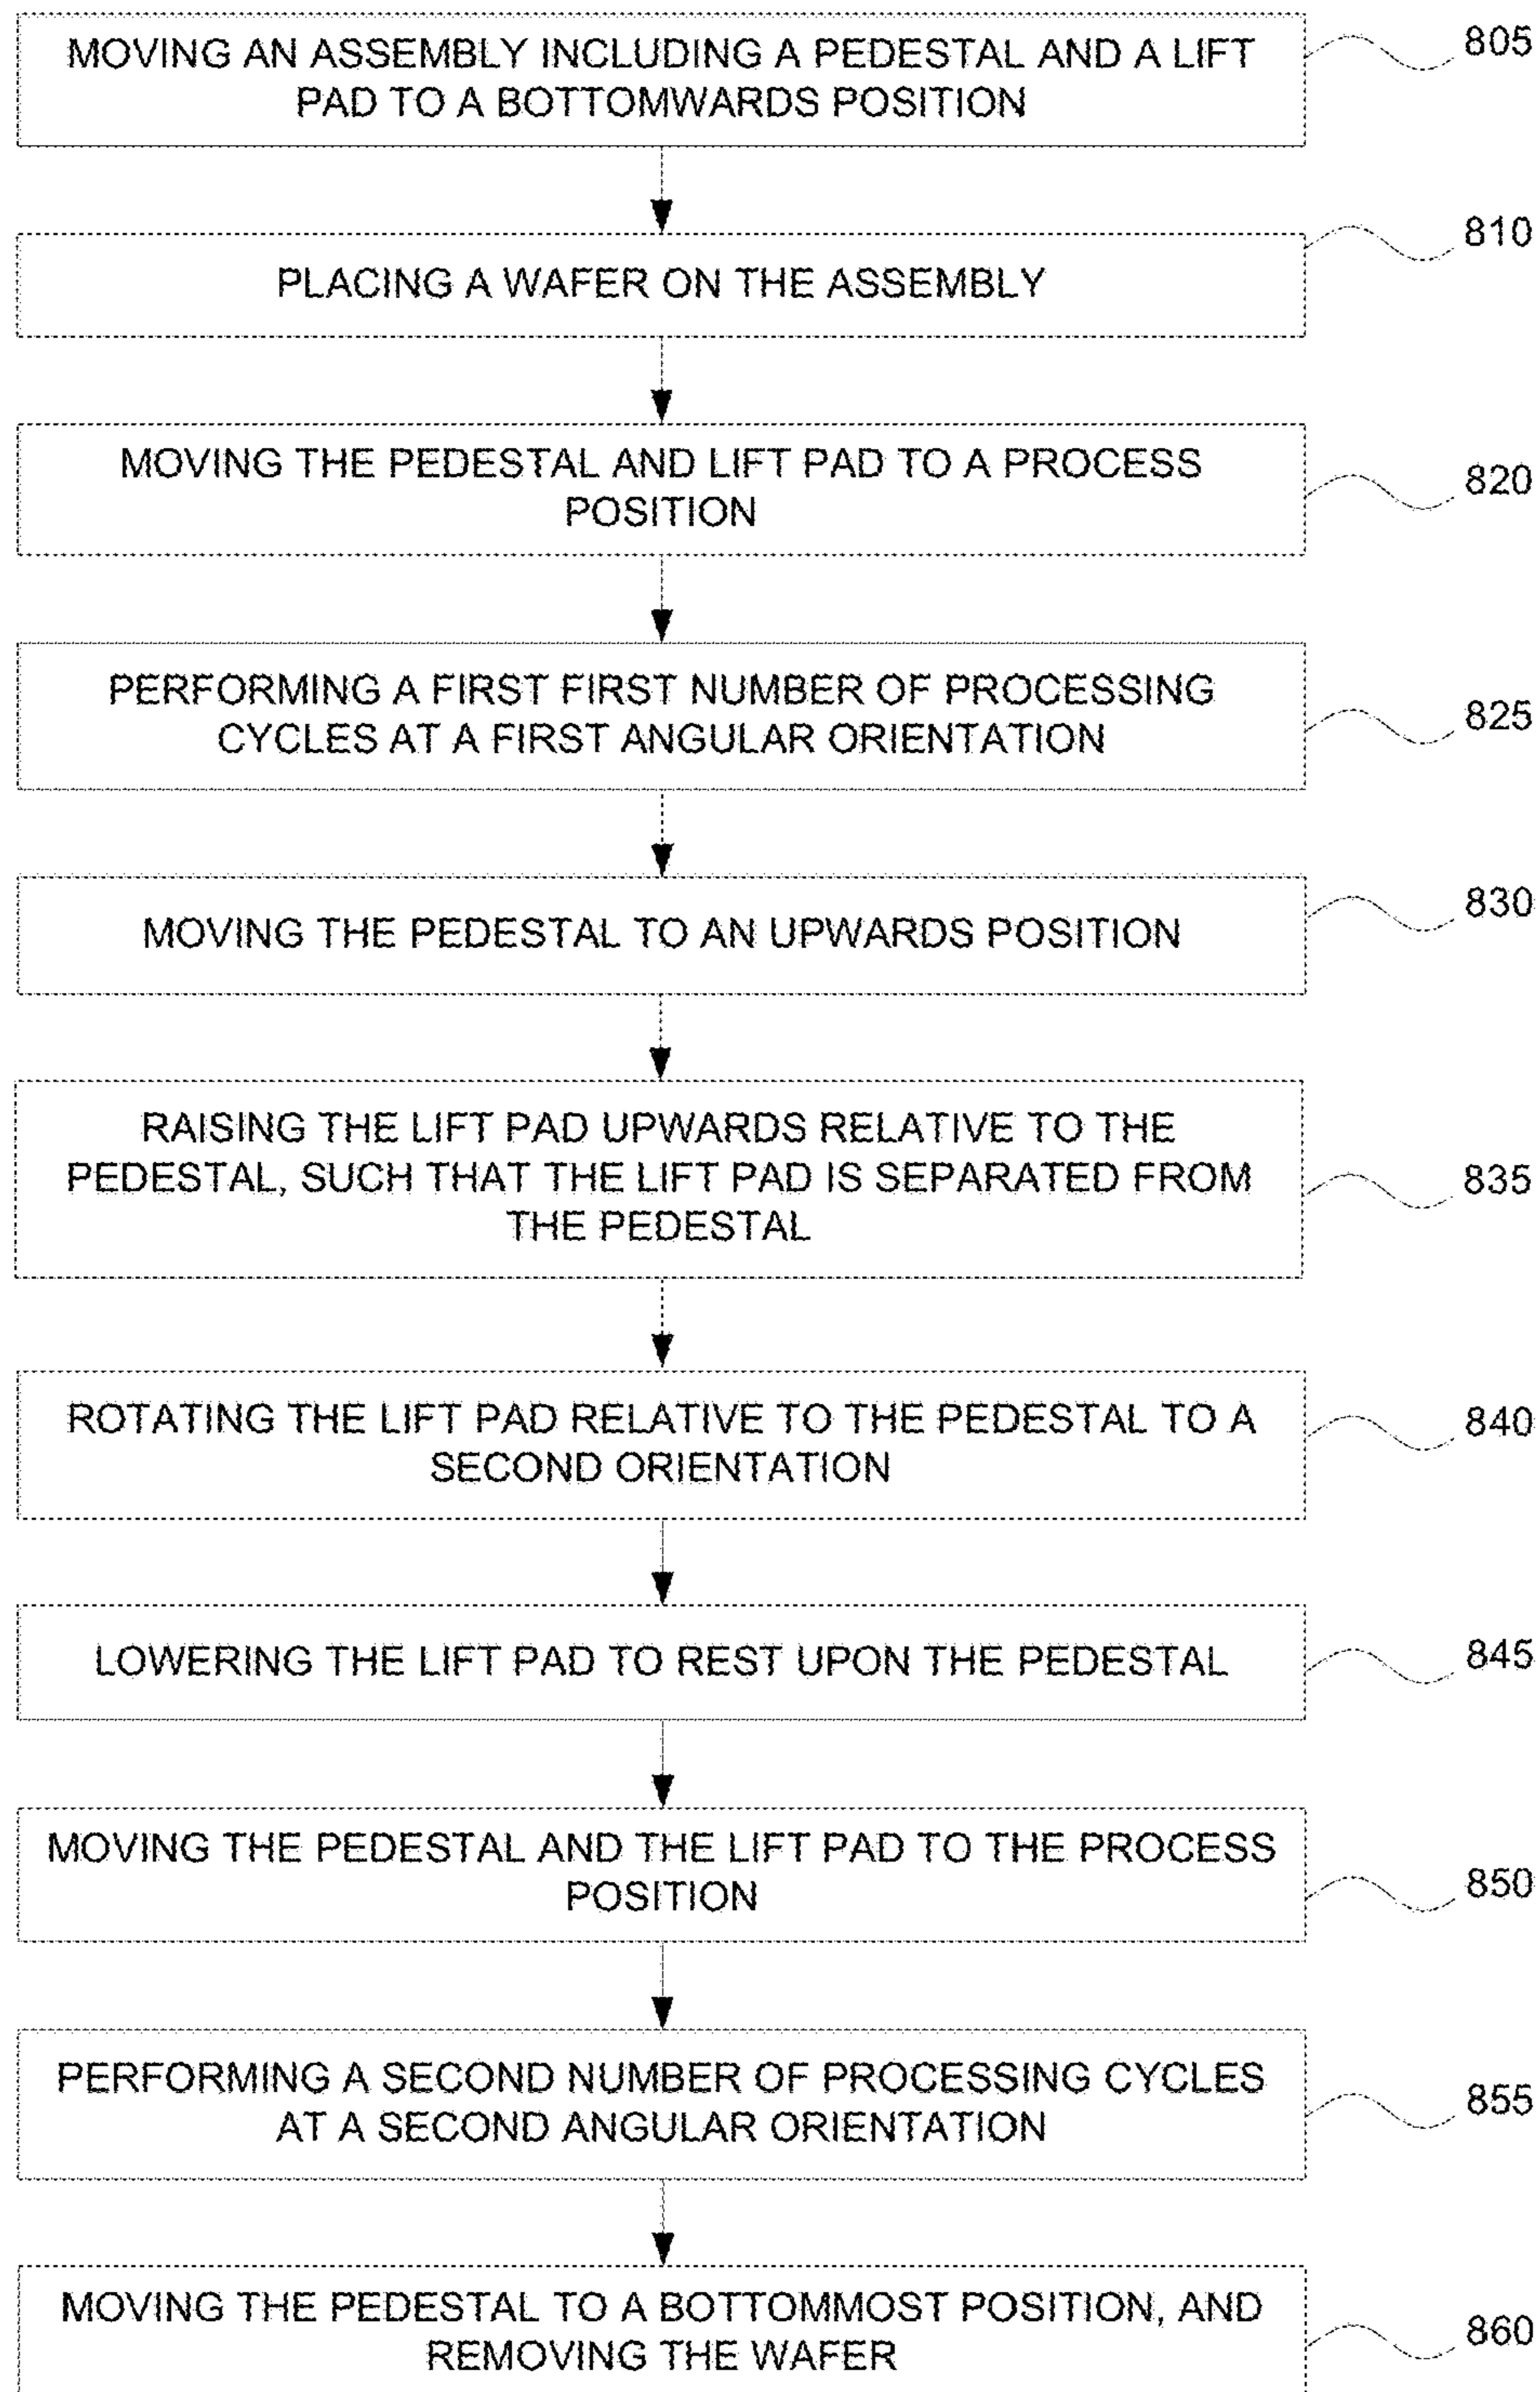 MOVING AN ASSEMBLY INCLUDING A PEDESTAL AND A LIFT
PAD TO A BOTTOMWARDS POSITION
805
PLACING A WAFER ON THE ASSEMBLY
810
MOVING THE PEDESTAL AND LIFT PAD TO A PROCESS
POSITION
820
PERFORMING A FIRST FIRST NUMBER OF PROCESSING
CYCLES AT A FIRST ANGULAR ORIENTATION
825
MOVING THE PEDESTAL TO AN UPWARDS POSITION
830
RAISING THE LIFT PAD UPWARDS RELATIVE TO THE
PEDESTAL, SUCH THAT THE LIFT PAD IS SEPARATED FROM
THE PEDESTAL
835
ROTATING THE LIFT PAD RELATIVE TO THE PEDESTAL TO A
SECOND ORIENTATION
840
LOWERING THE LIFT PAD TO REST UPON THE PEDESTAL
845
MOVING THE PEDESTAL AND THE LIFT PAD TO THE PROCESS
POSITION
850
PERFORMING A SECOND NUMBER OF PROCESSING CYCLES
AT A SECOND ANGULAR ORIENTATION
855
MOVING THE PEDESTAL TO A BOTTOMMOST POSITION, AND
REMOVING THE WAFER
860